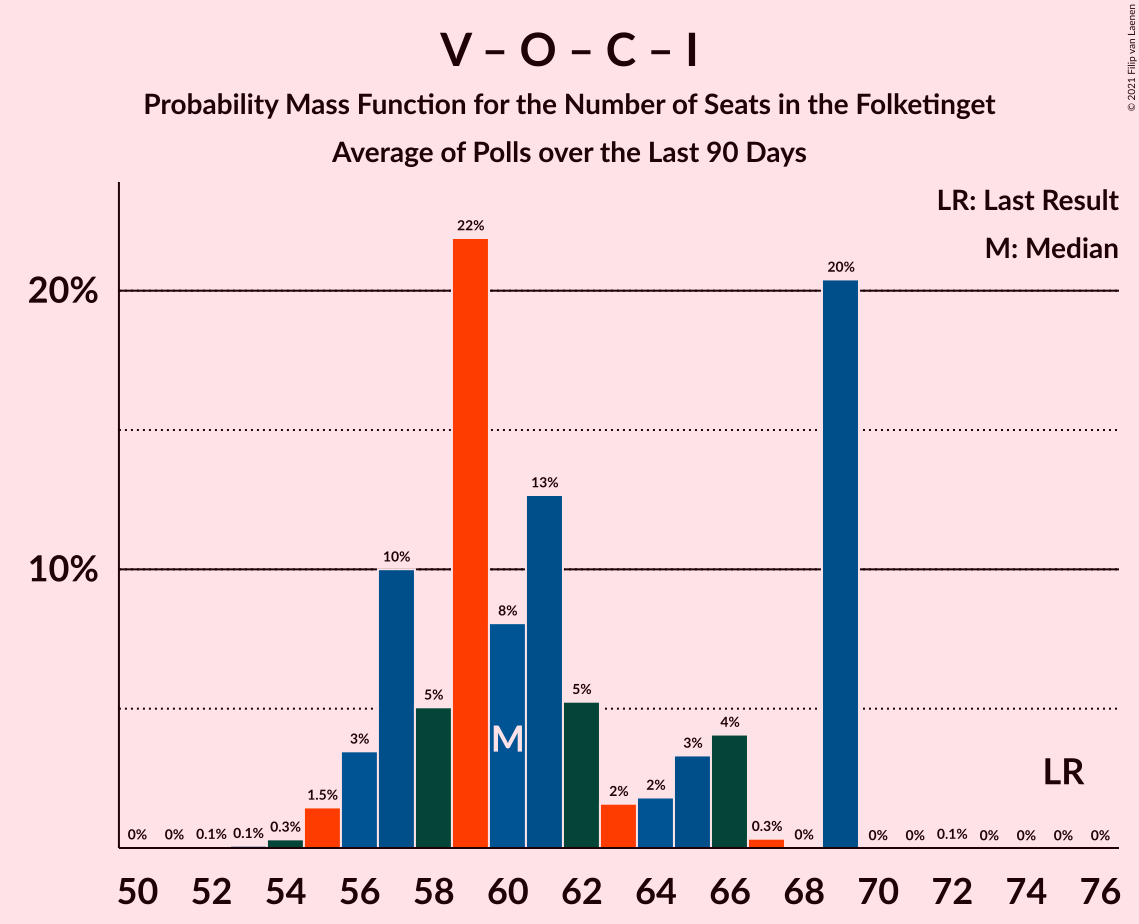 V – O – C – I
Probability Mass Function for the Number of Seats in the Folketinget
Average of Polls over the Last 90 Days
© 2021 Filip van Laenen
LR: Last Result
M: Median
20%
10%
0% 0% 0.1% 0.1% 0.3% 1.5% 3% 10% 5% 22% 8% 13% 5% 2% 2% 3% 4% 0.3% 0% 20% 0% 0% 0.1% 0% 0% 0% 0%
M
LR
50 52 54 56 58 60 62 64 66 68 70 72 74 76